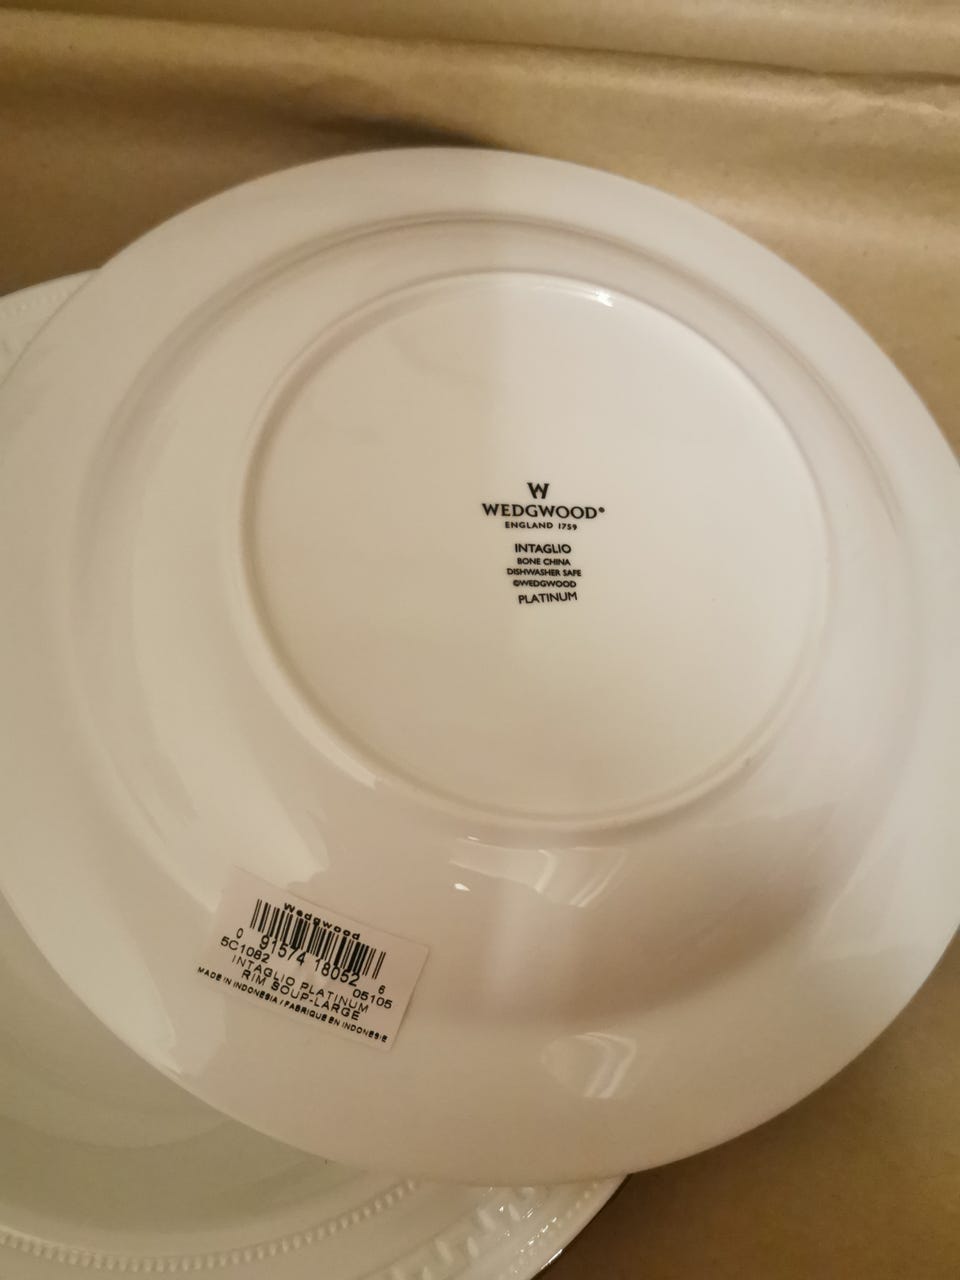 W
WEDGWOOD®
ENGLAND 1759
INTAGLIO
BONE CHINA
DISHWASHER SAFE
©WEDGWOOD
PLATINUM
Wedgwood
0 91574 18052 6
5C1062 05105
INTAGLIO PLATINUM
RIM SOUP-LARGE
MADE IN INDONESIA / FABRIQUE EN INDONESIE